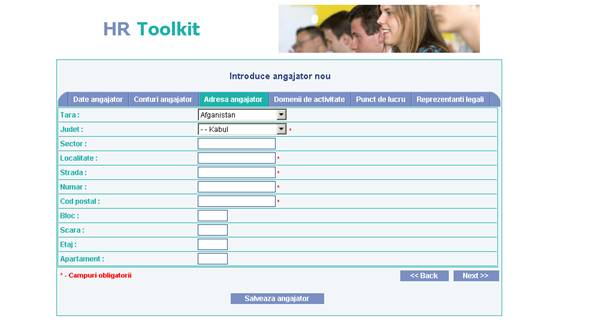 HR Toolkit
Introduce angajator nou
Date angajator Conturi angajator Adresa angajator Domenii de activitate Punct de lucru Reprezentanti legali
Tara : Afganistan
Judet : - - Kabul *
Sector :
Localitate : *
Strada : *
Numar : *
Cod postal : *
Bloc :
Scara :
Etaj :
Apartament :
* - Campuri obligatorii << Back Next >>
Salveaza angajator